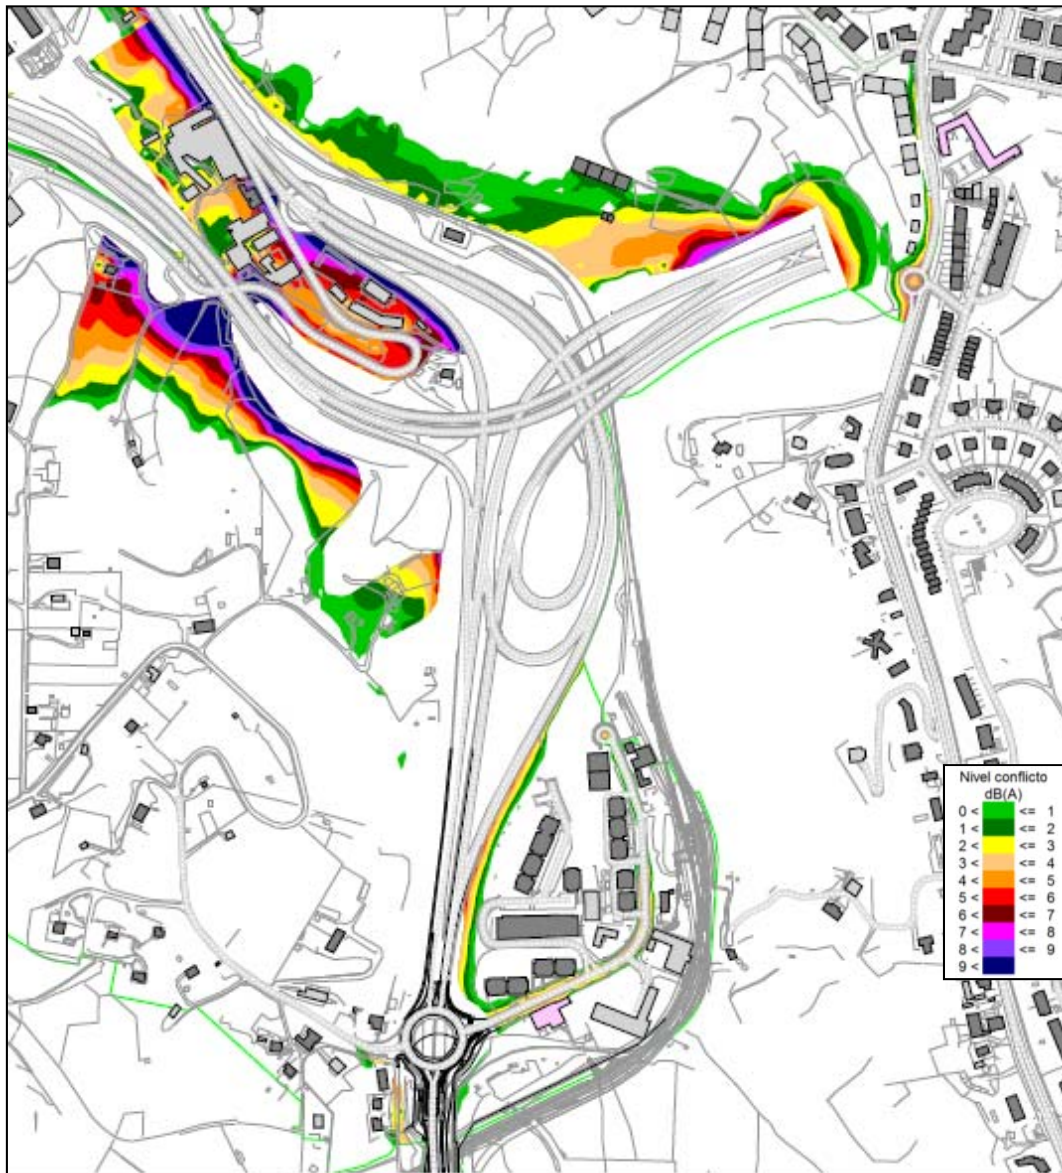 Nivel conflicto
dB(A)
0 < <= 1
1 < <= 2
2 < <= 3
3 < <= 4
4 < <= 5
5 < <= 6
6 < <= 7
7 < <= 8
8 < <= 9
9 <